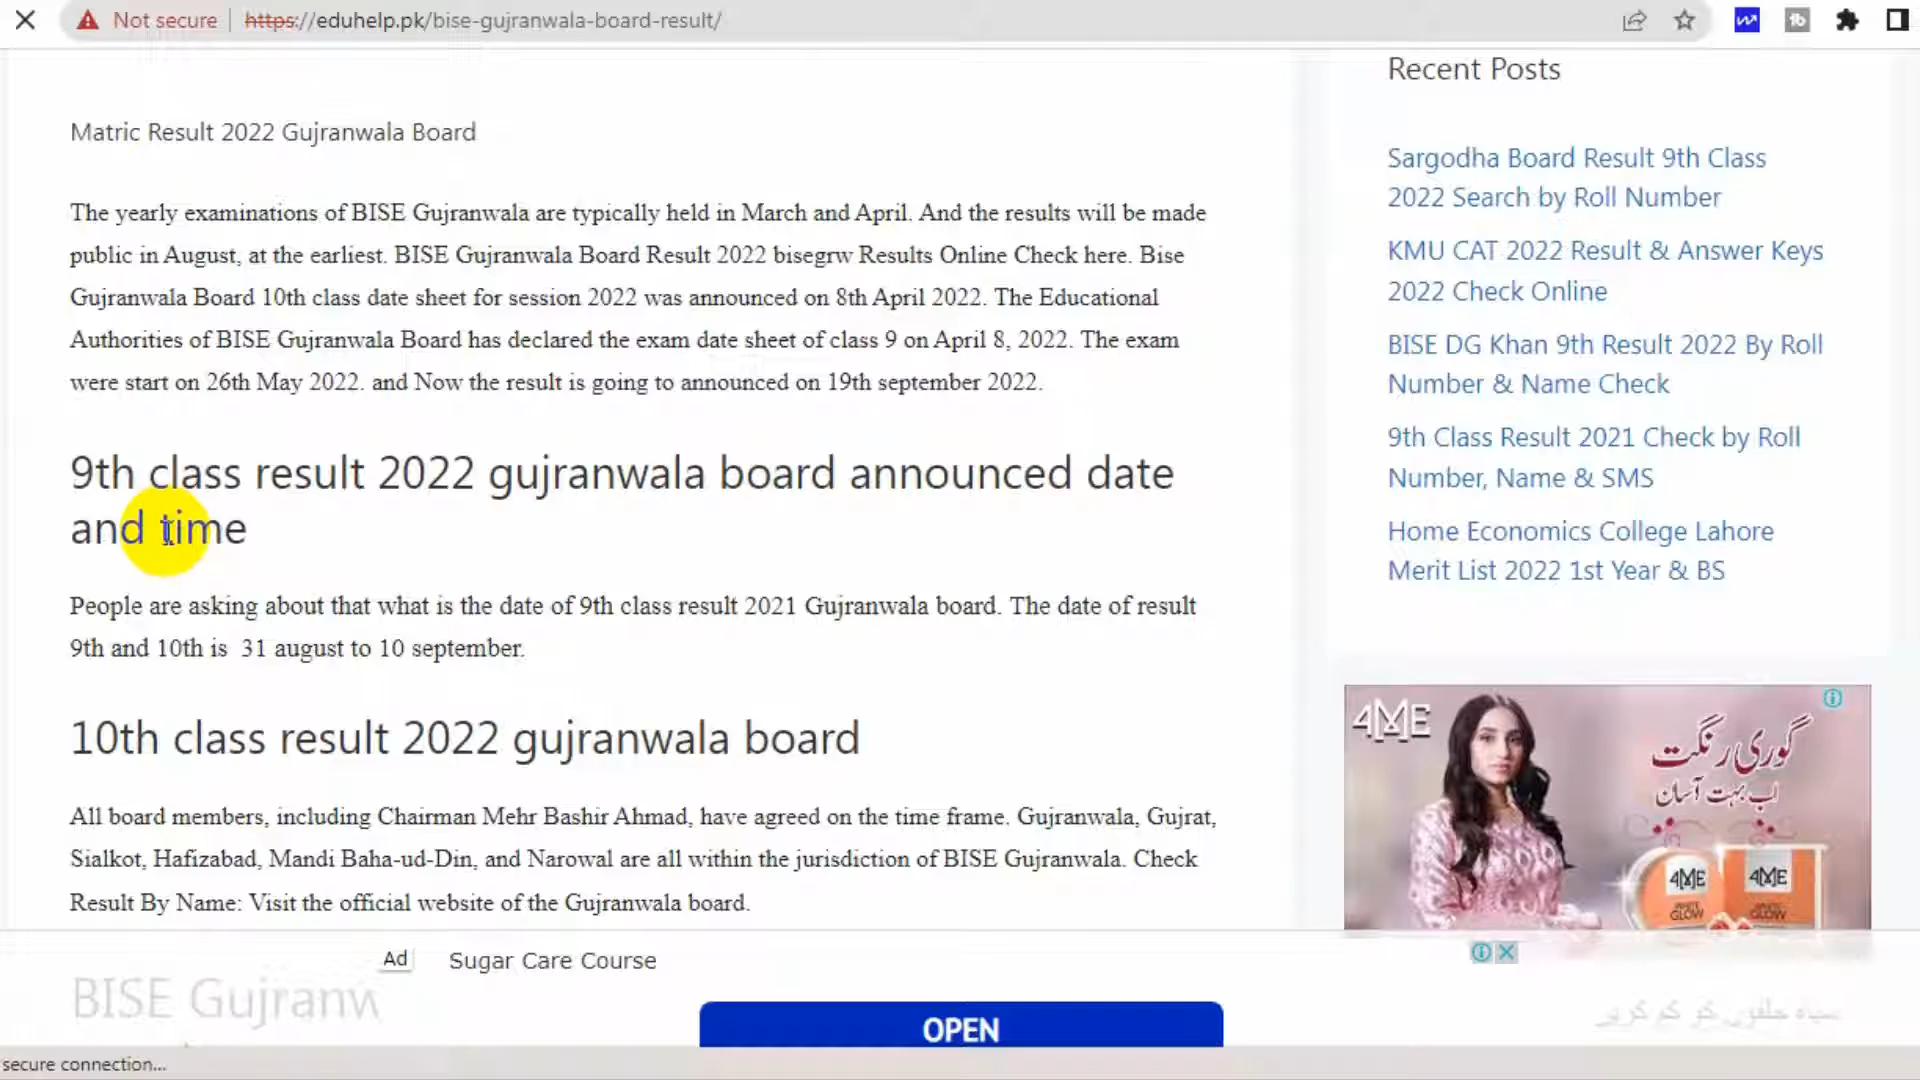 Not secure
https://eduhelp.pk/bise-gujranwala-board-result/
Matric Result 2022 Gujranwala Board
The yearly examinations of BISE Gujranwala are typically held in March and April. And the results will be made
public in August, at the earliest. BISE Gujranwala Board Result 2022 bisegrw Results Online Check here. Bise
Gujranwala Board 10th class date sheet for session 2022 was announced on 8th April 2022. The Educational
Authorities of BISE Gujranwala Board has declared the exam date sheet of class 9 on April 8, 2022. The exam
were start on 26th May 2022. and Now the result is going to announced on 19th september 2022.
9th class result 2022 gujranwala board announced date
and time
People are asking about that what is the date of 9th class result 2021 Gujranwala board. The date of result
9th and 10th is 31 august to 10 september.
10th class result 2022 gujranwala board
All board members, including Chairman Mehr Bashir Ahmad, have agreed on the time frame. Gujranwala, Gujrat,
Sialkot, Hafizabad, Mandi Baha-ud-Din, and Narowal are all within the jurisdiction of BISE Gujranwala. Check
Result By Name: Visit the official website of the Gujranwala board.
Recent Posts
Sargodha Board Result 9th Class
2022 Search by Roll Number
KMU CAT 2022 Result & Answer Keys
2022 Check Online
BISE DG Khan 9th Result 2022 By Roll
Number & Name Check
9th Class Result 2021 Check by Roll
Number, Name & SMS
Home Economics College Lahore
Merit List 2022 1st Year & BS
4ME
گوری رنگت
اب بہت آسان
4ME
GLOW
4ME
WHITE
GLOW
Ad
Sugar Care Course
BISE Gujranw
OPEN
secure connection...